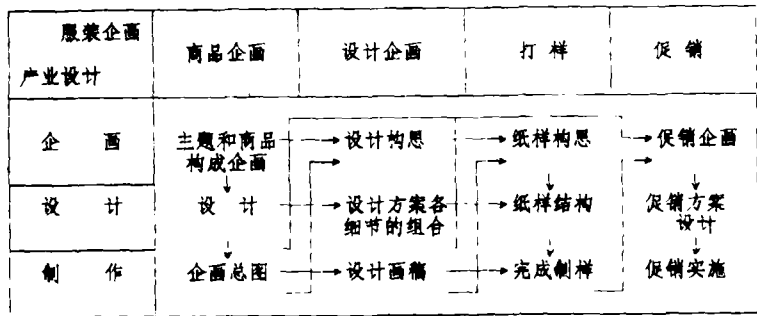 服装企画
产业设计
商品企画
设计企画
打样
促销
企画
主题和商品
构成企画
设计构思
纸样构思
促销企画
设计
设计
设计方案各
细节的组合
纸样结构
促销方案
设计
制作
企画总图
设计画稿
完成制样
促销实施